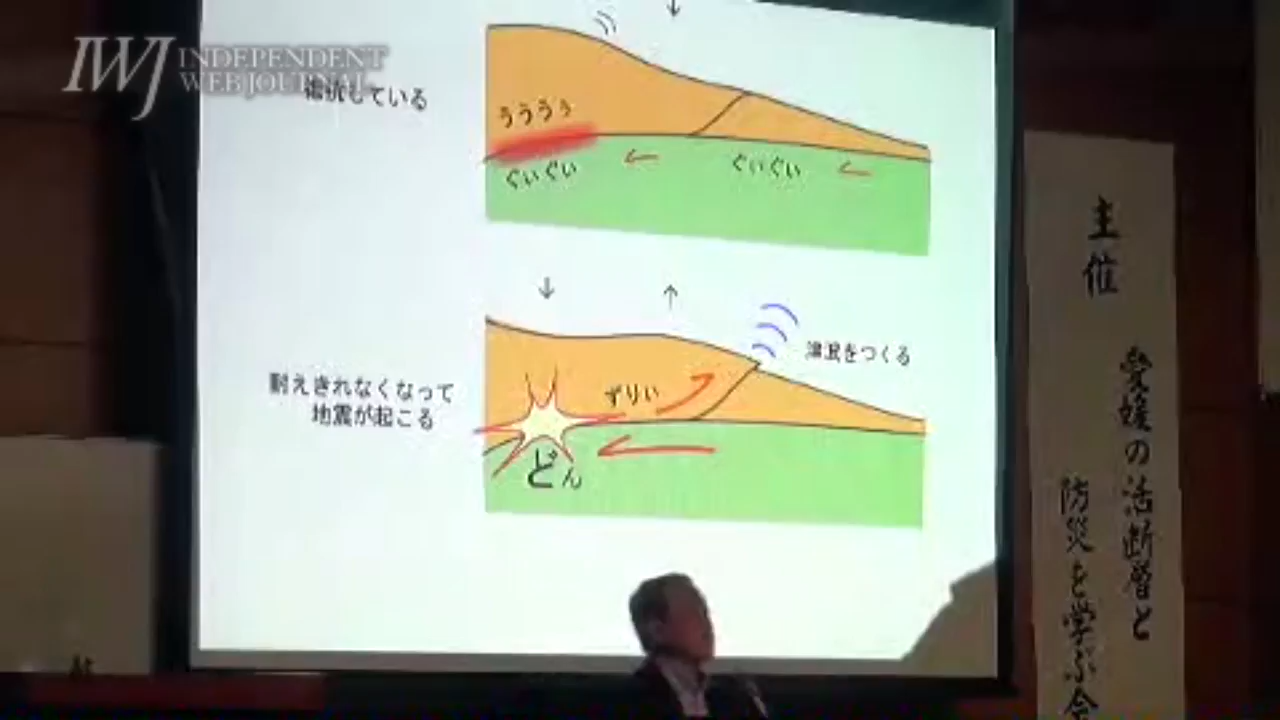 IWJ INDEPENDENT
WEB JOURNAL
抵抗している
うううぅ
ぐいぐい
ぐいぐい
津波をつくる
耐えきれなくなって
地震が起こる
ずりぃ
どん
主催
愛媛の活断層と
防災を学ぶ会